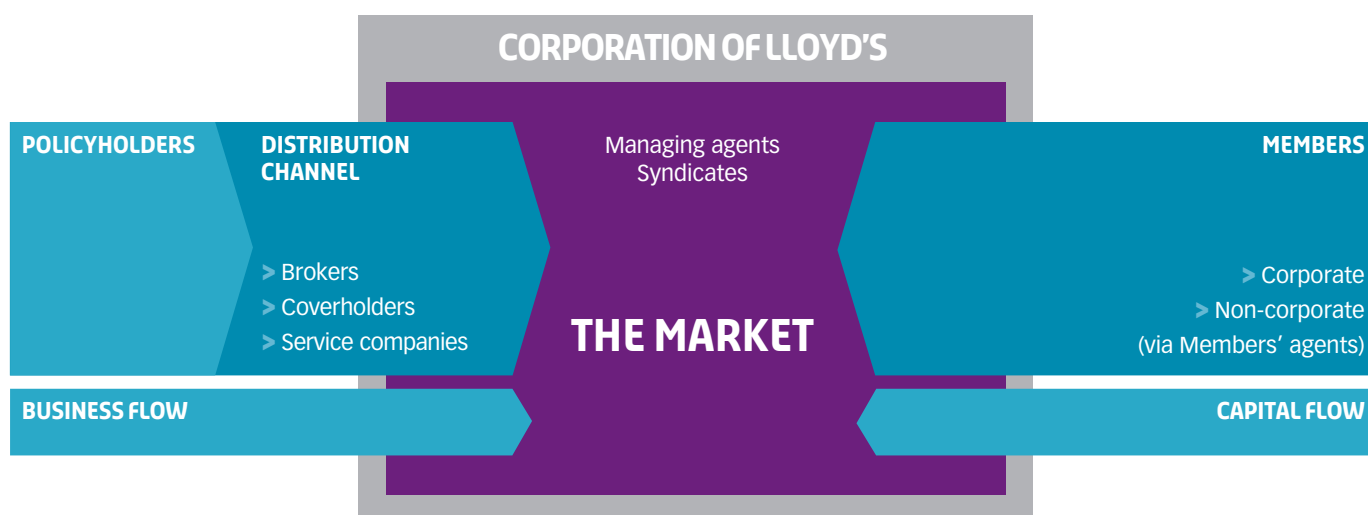 CORPORATION OF LLOYD'S
POLICYHOLDERS
DISTRIBUTION
CHANNEL
> Brokers
> Coverholders
> Service companies
Managing agents
Syndicates
THE MARKET
MEMBERS
> Corporate
> Non-corporate
(via Members’ agents)
BUSINESS FLOW
CAPITAL FLOW